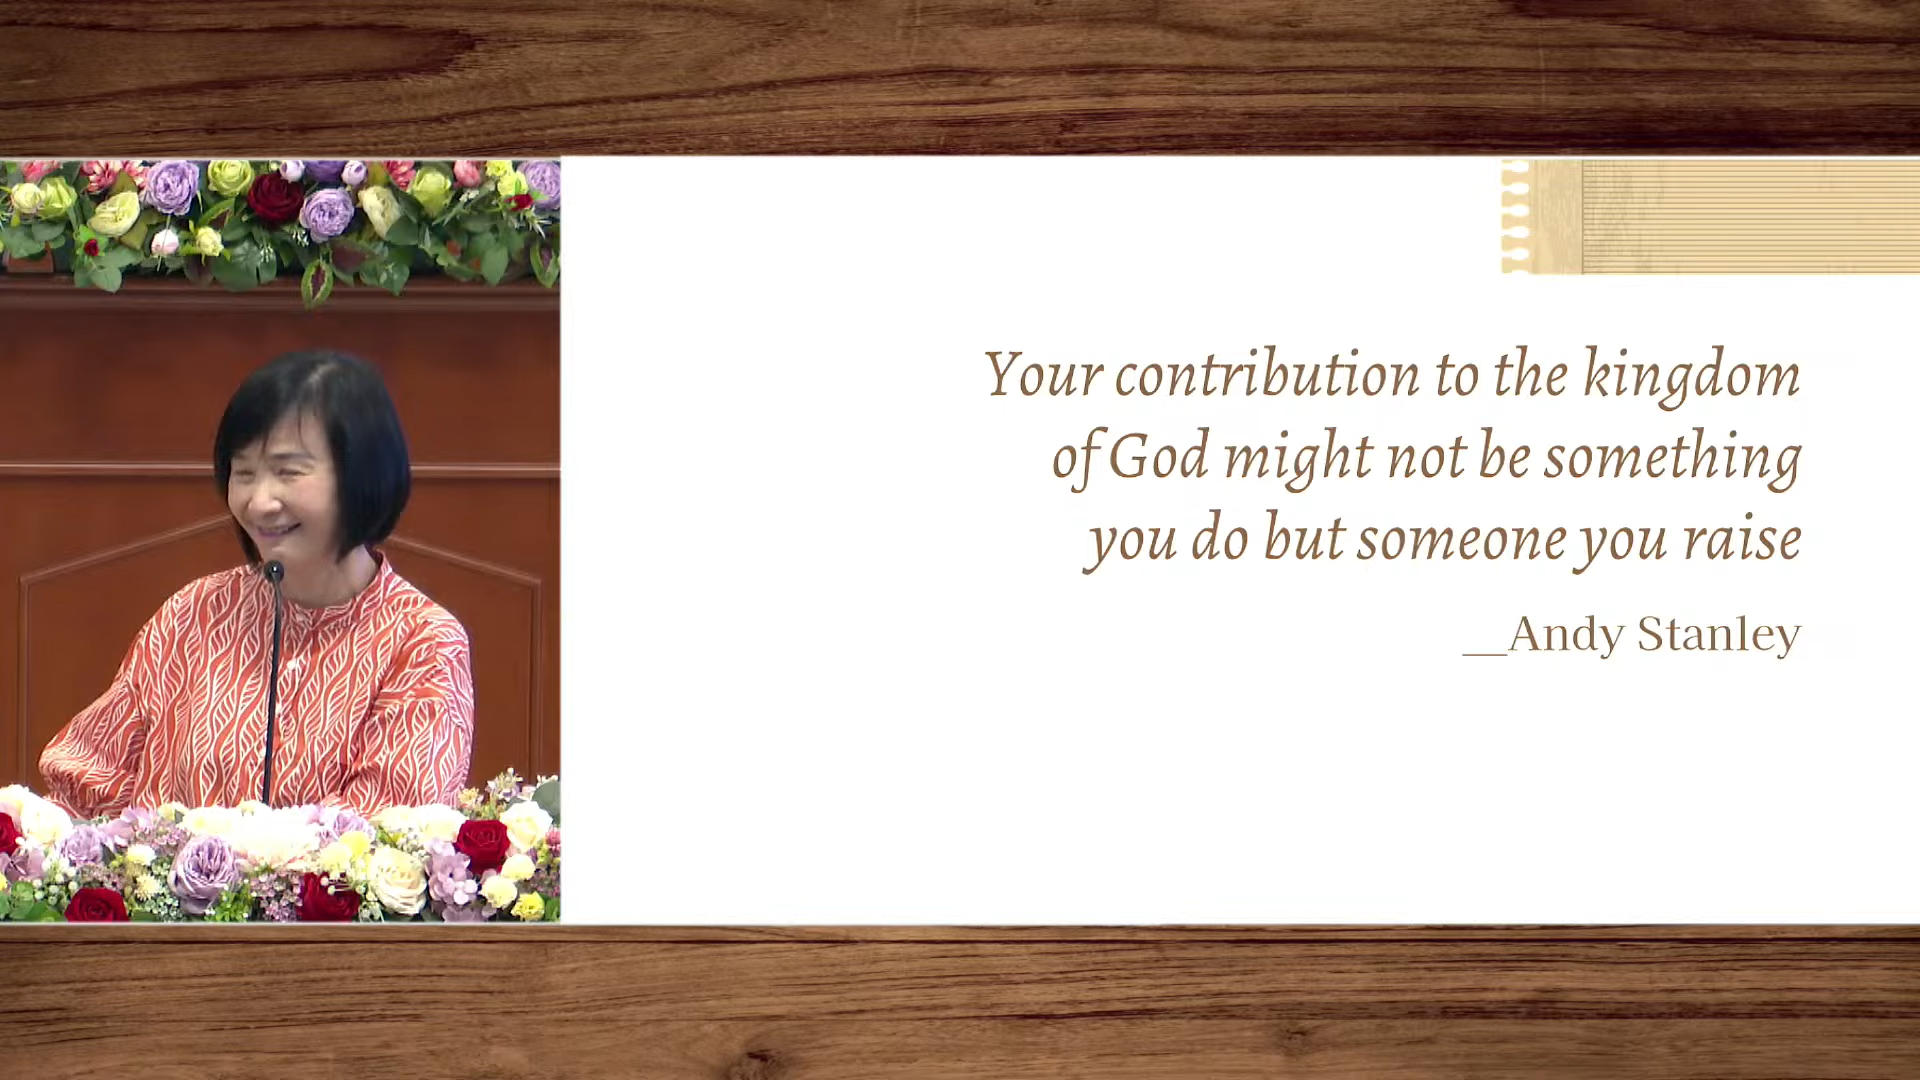 Your contribution to the kingdom
of God might not be something
you do but someone you raise
__Andy Stanley